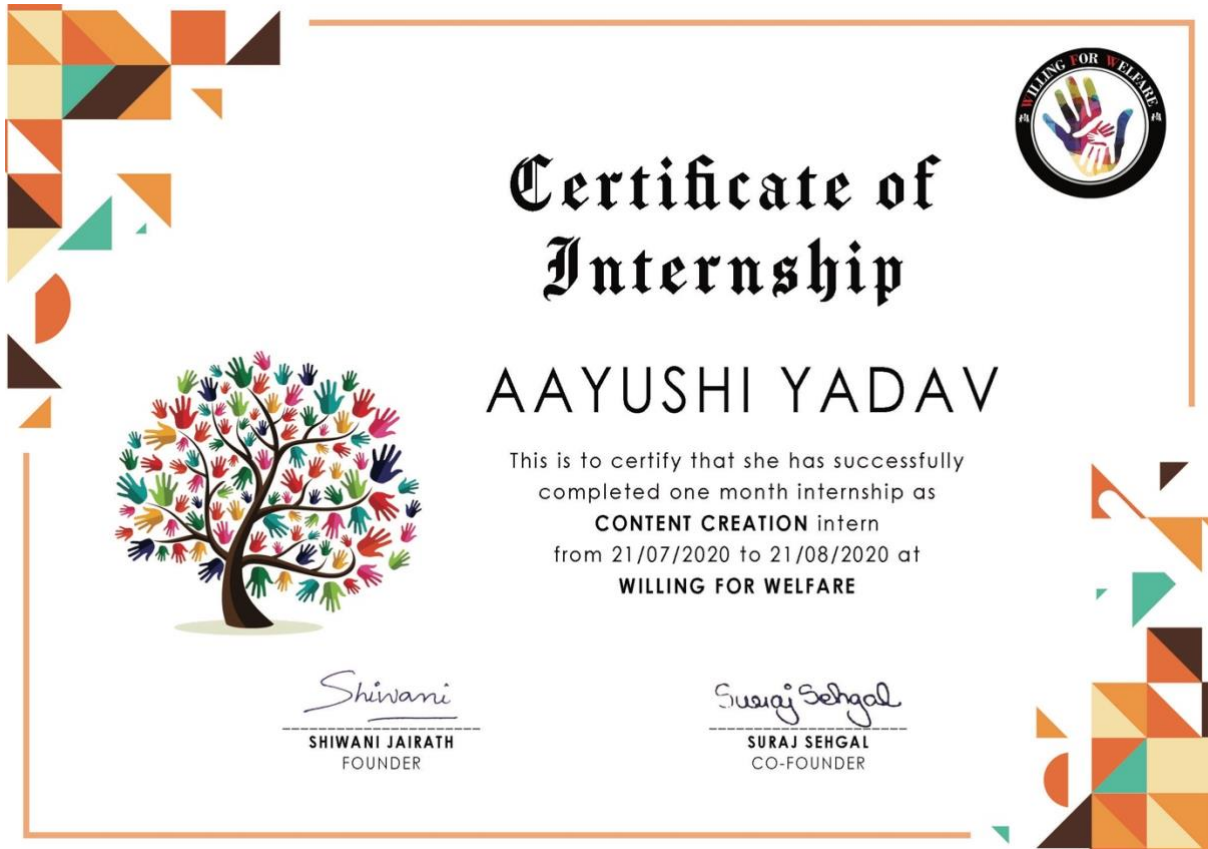 WILLING FOR WELFARE
Certificate of
Internship
AAYUSHI YADAV
This is to certify that she has successfully
completed one month internship as
CONTENT CREATION intern
from 21/07/2020 to 21/08/2020 at
WILLING FOR WELFARE
Shiwani
Suraj Sehgal
SHIWANI JAIRATH
SURAJ SEHGAL
FOUNDER
CO-FOUNDER